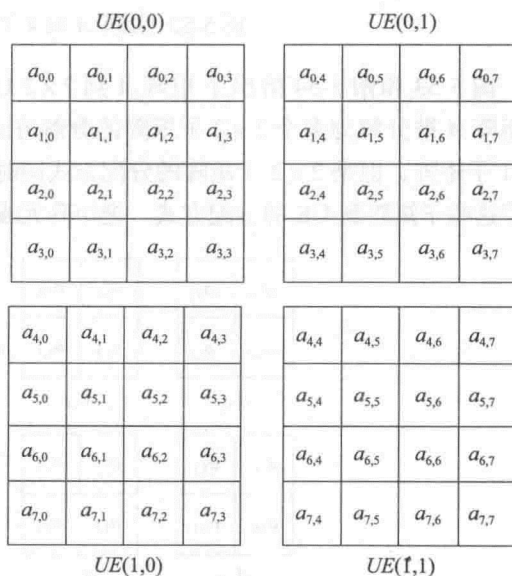 UE(0,0) UE(0,1)
a0,0 a0,1 a0,2 a0,3 a0,4 a0,5 a0,6 a0,7
a1,0 a1,1 a1,2 a1,3 a1,4 a1,5 a1,6 a1,7
a2,0 a2,1 a2,2 a2,3 a2,4 a2,5 a2,6 a2,7
a3,0 a3,1 a3,2 a3,3 a3,4 a3,5 a3,6 a3,7
a4,0 a4,1 a4,2 a4,3 a4,4 a4,5 a4,6 a4,7
a5,0 a5,1 a5,2 a5,3 a5,4 a5,5 a5,6 a5,7
a6,0 a6,1 a6,2 a6,3 a6,4 a6,5 a6,6 a6,7
a7,0 a7,1 a7,2 a7,3 a7,4 a7,5 a7,6 a7,7
UE(1,0) UE(1,1)